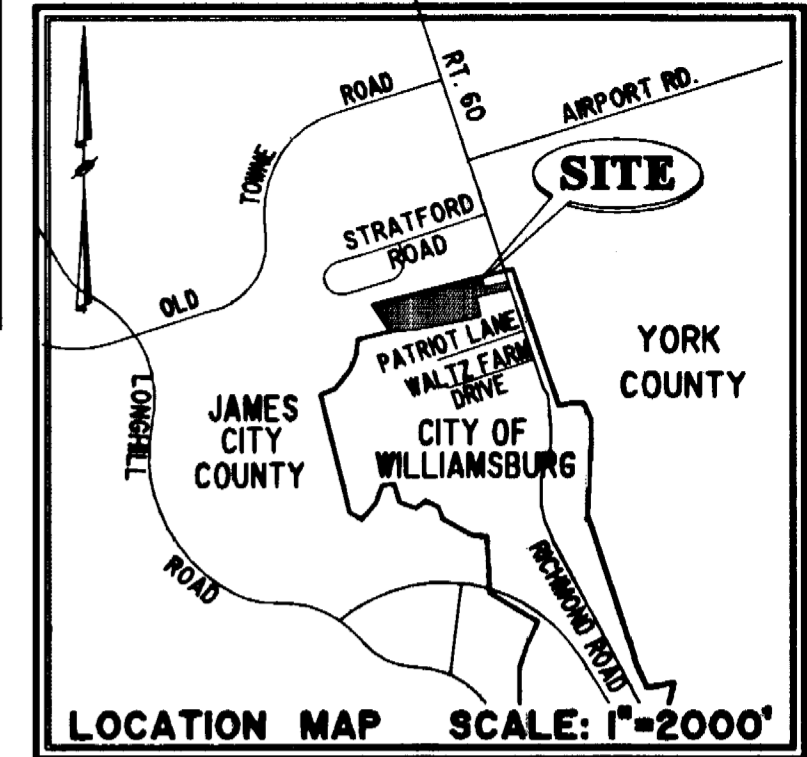 RT. 60
ROAD
AIRPORT RD.
TOWNE
SITE
STRATFORD
ROAD
OLD
PATRIOT LANE
WALTZ FARM
DRIVE
YORK
COUNTY
LONGHILL
JAMES
CITY
COUNTY
CITY OF
WILLIAMSBURG
ROAD
RICHMOND ROAD
LOCATION MAP SCALE: 1"=2000'